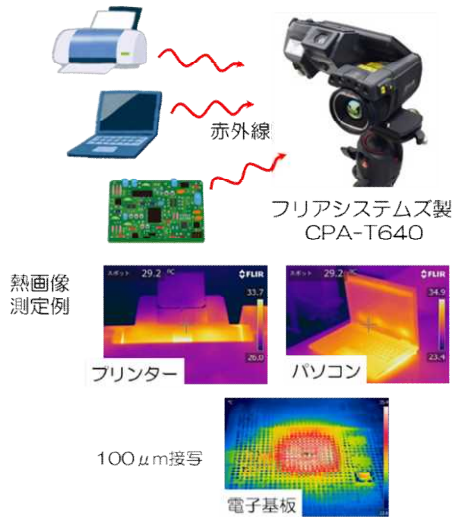 赤外線
フリアシステムズ製
CPA-T640
熱画像
測定例
スポット 29.2 ℃ FLIR
33.7
26.0
プリンター
スポット 29.2 ℃ FLIR
34.9
23.4
パソコン
100μm接写
電子基板